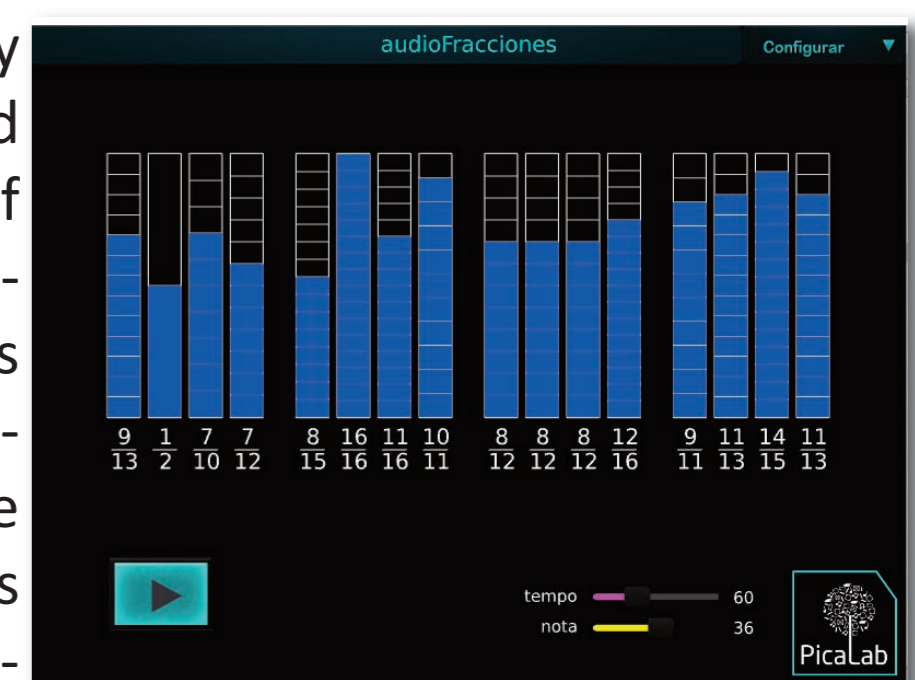 y
d
f
-
s
-
e
s
-
audioFracciones
Configurar
9/13 1/2 7/10 7/12 8/15 16/16 11/16 10/11 8/12 8/12 8/12 12/16 9/11 11/13 14/15 11/13
tempo 60
nota 36
PicaLab